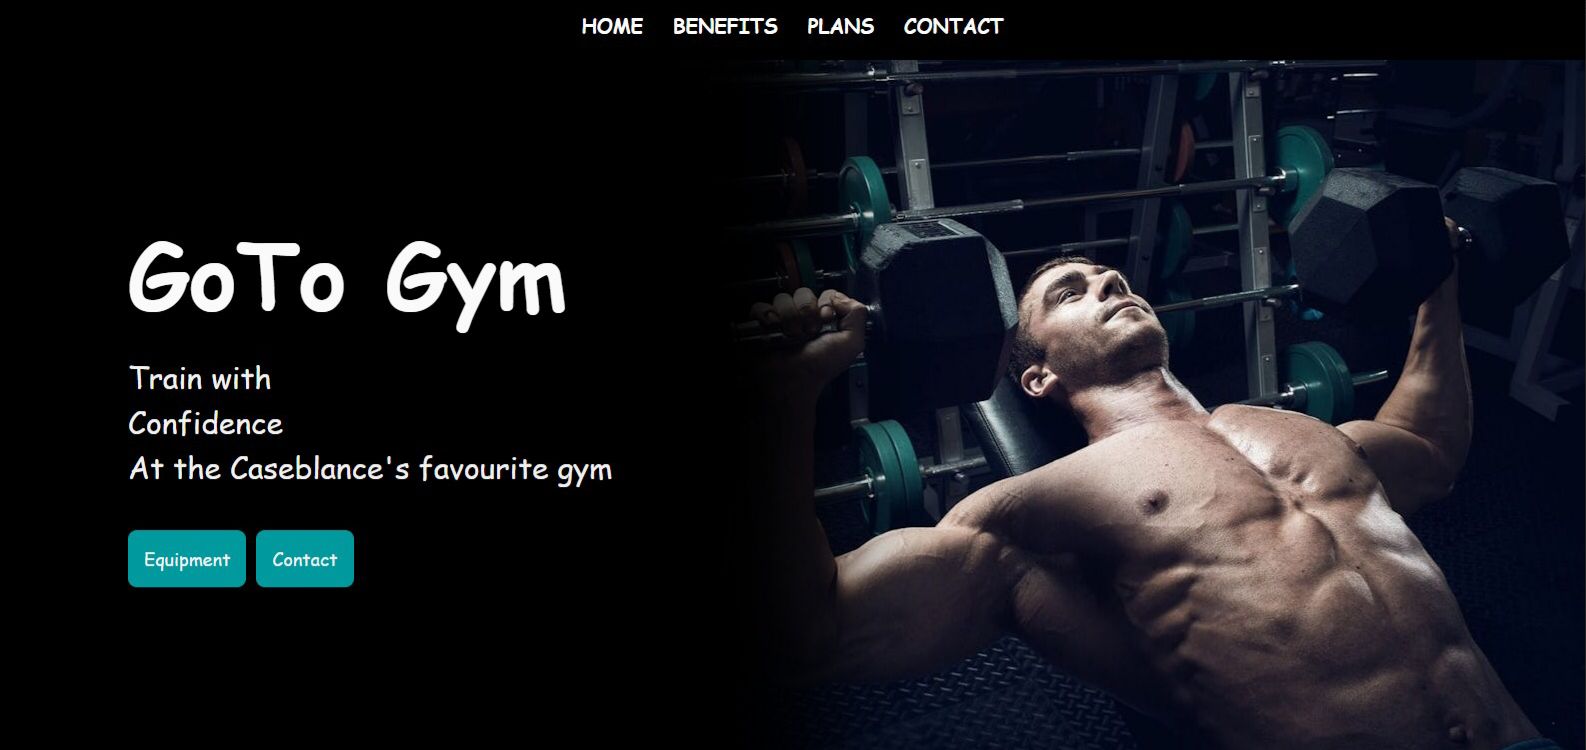 HOME BENEFITS PLANS CONTACT
GoTo Gym
Train with
Confidence
At the Caseblance's favourite gym
Equipment Contact